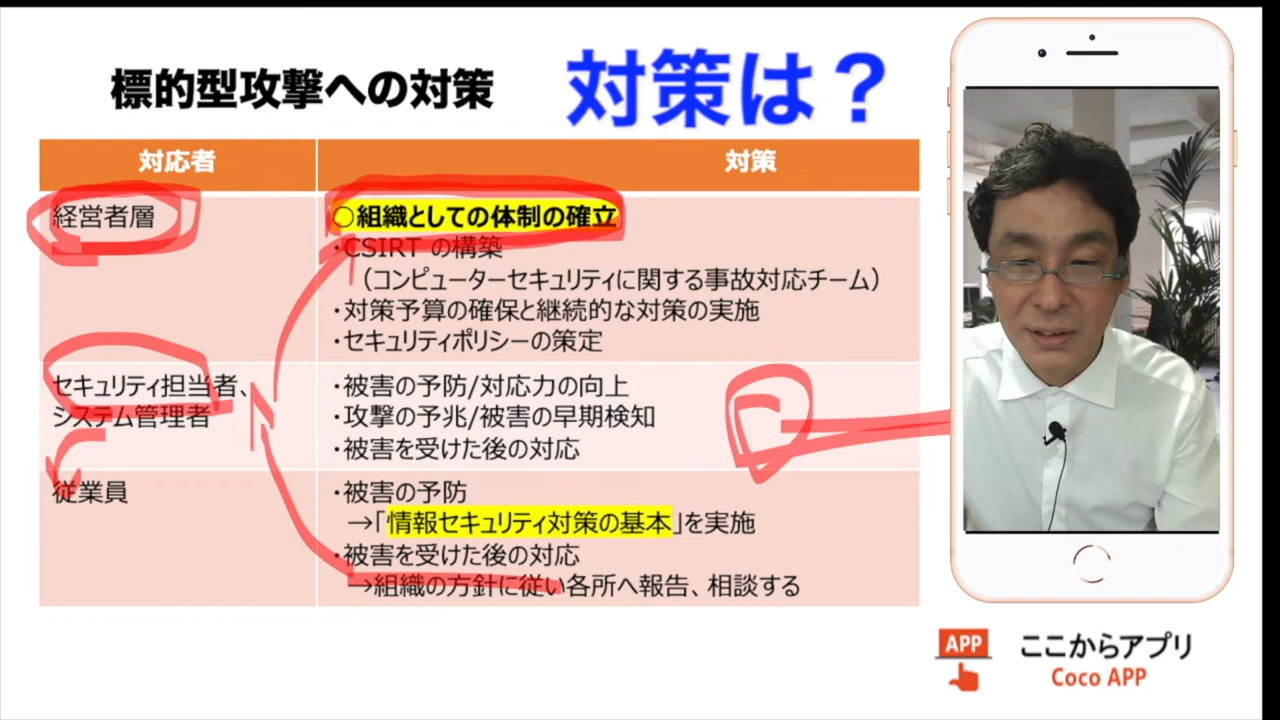 標的型攻撃への対策
対策は？
対応者
対策
経営者層
○組織としての体制の確立
・CSIRT の構築
（コンピューターセキュリティに関する事故対応チーム）
・対策予算の確保と継続的な対策の実施
・セキュリティポリシーの策定
セキュリティ担当者、
システム管理者
・被害の予防/対応力の向上
・攻撃の予兆/被害の早期検知
・被害を受けた後の対応
従業員
・被害の予防
→「情報セキュリティ対策の基本」を実施
・被害を受けた後の対応
→組織の方針に従い各所へ報告、相談する
APP
ここからアプリ
Coco APP